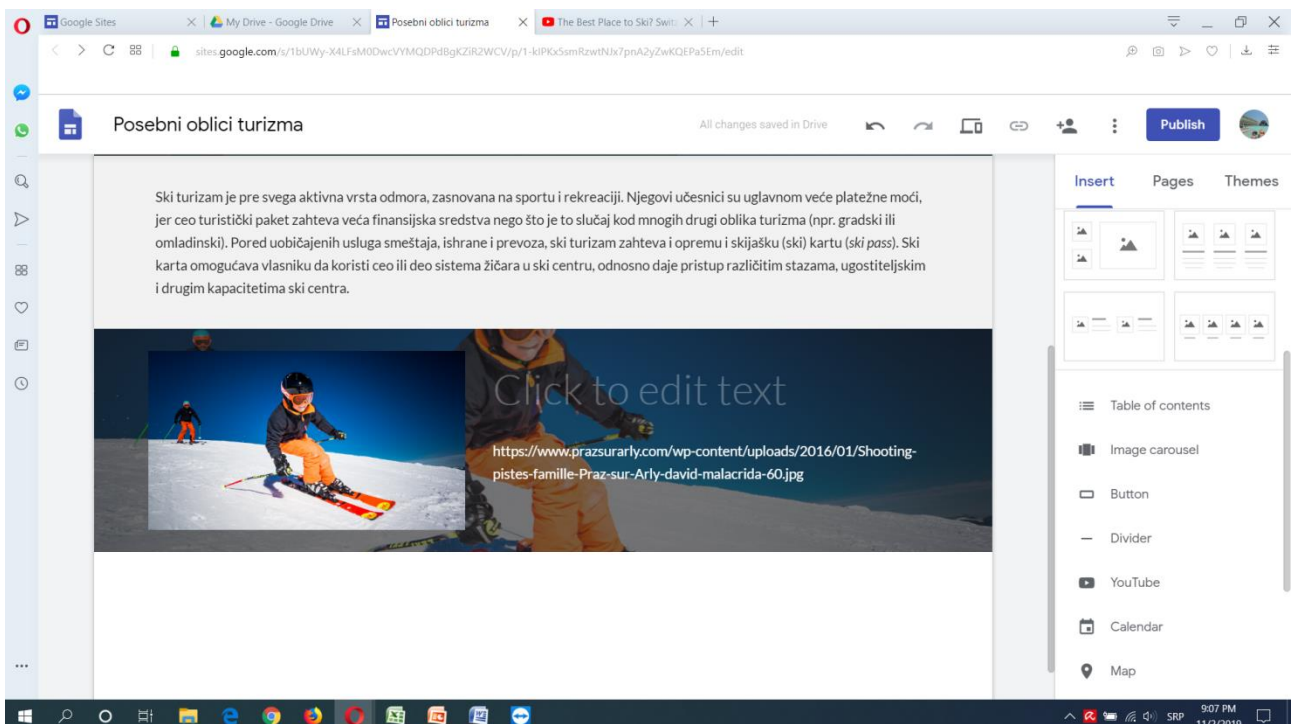 Google Sites
My Drive - Google Drive
Posebni oblici turizma
The Best Place to Ski? Swit
sites.google.com/s/1bUWy-X4LFsM0DwcVYMQDPdBgKZiR2WCV/p/1-kIPKx5smRzwtNJx7pnA2yZwKQEPa5Em/edit
Posebni oblici turizma
All changes saved in Drive
Publish
Insert Pages Themes
Ski turizam je pre svega aktivna vrsta odmora, zasnovana na sportu i rekreaciji. Njegovi učesnici su uglavnom veće platežne moći,
jer ceo turistički paket zahteva veća finansijska sredstva nego što je to slučaj kod mnogih drugi oblika turizma (npr. gradski ili
omladinski). Pored uobičajenih usluga smeštaja, ishrane i prevoza, ski turizam zahteva i opremu i skijašku (ski) kartu (ski pass). Ski
karta omogućava vlasniku da koristi ceo ili deo sistema žičara u ski centru, odnosno daje pristup različitim stazama, ugostiteljskim
i drugim kapacitetima ski centra.
Click to edit text
https://www.prazsurarly.com/wp-content/uploads/2016/01/Shooting-
pistes-famille-Praz-sur-Arly-david-malacrida-60.jpg
Table of contents
Image carousel
Button
Divider
YouTube
Calendar
Map
SRP
9:07 PM
11/2/2019